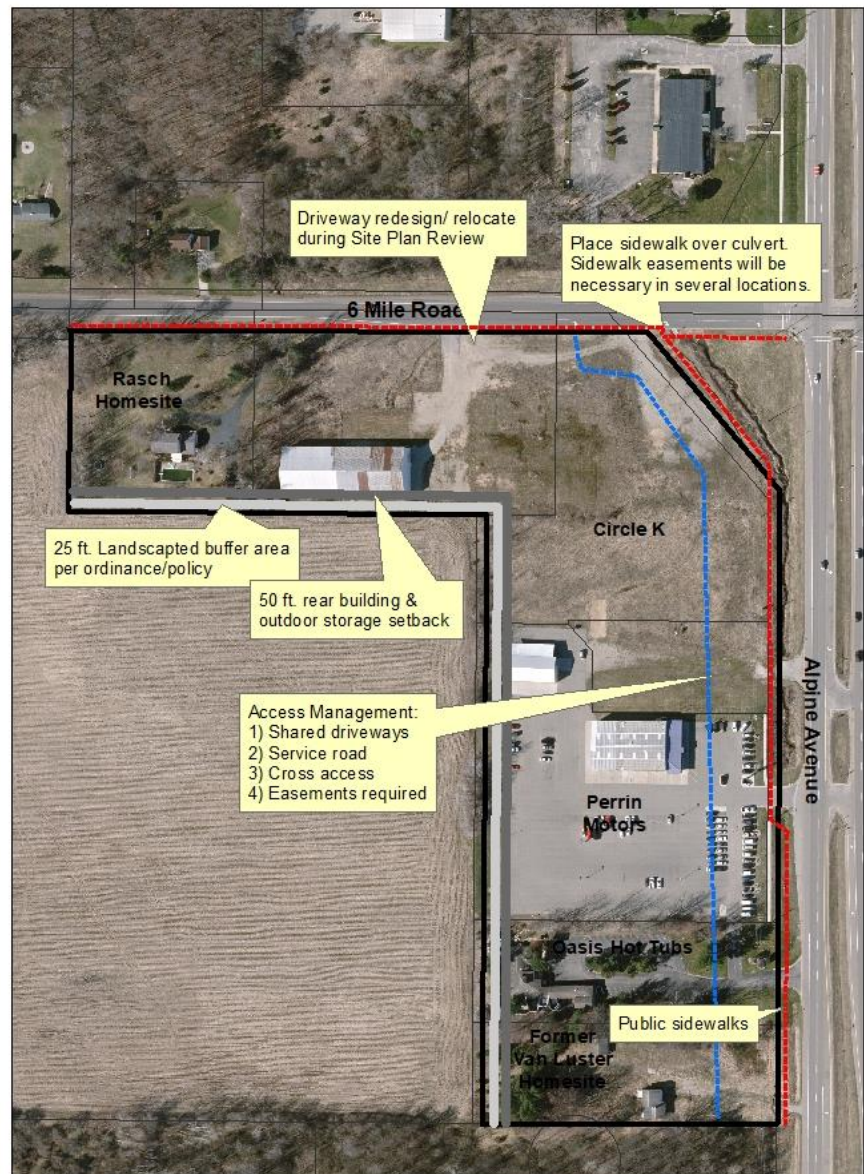 Driveway redesign/ relocate
during Site Plan Review
Place sidewalk over culvert.
Sidewalk easements will be
necessary in several locations.
6 Mile Road
Rasch
Homesite
Circle K
25 ft. Landscapted buffer area
per ordinance/policy
50 ft. rear building &
outdoor storage setback
Access Management:
1) Shared driveways
2) Service road
3) Cross access
4) Easements required
Alpine Avenue
Perrin
Motors
Oasis Hot Tubs
Public sidewalks
Former
Van Luster
Homesite